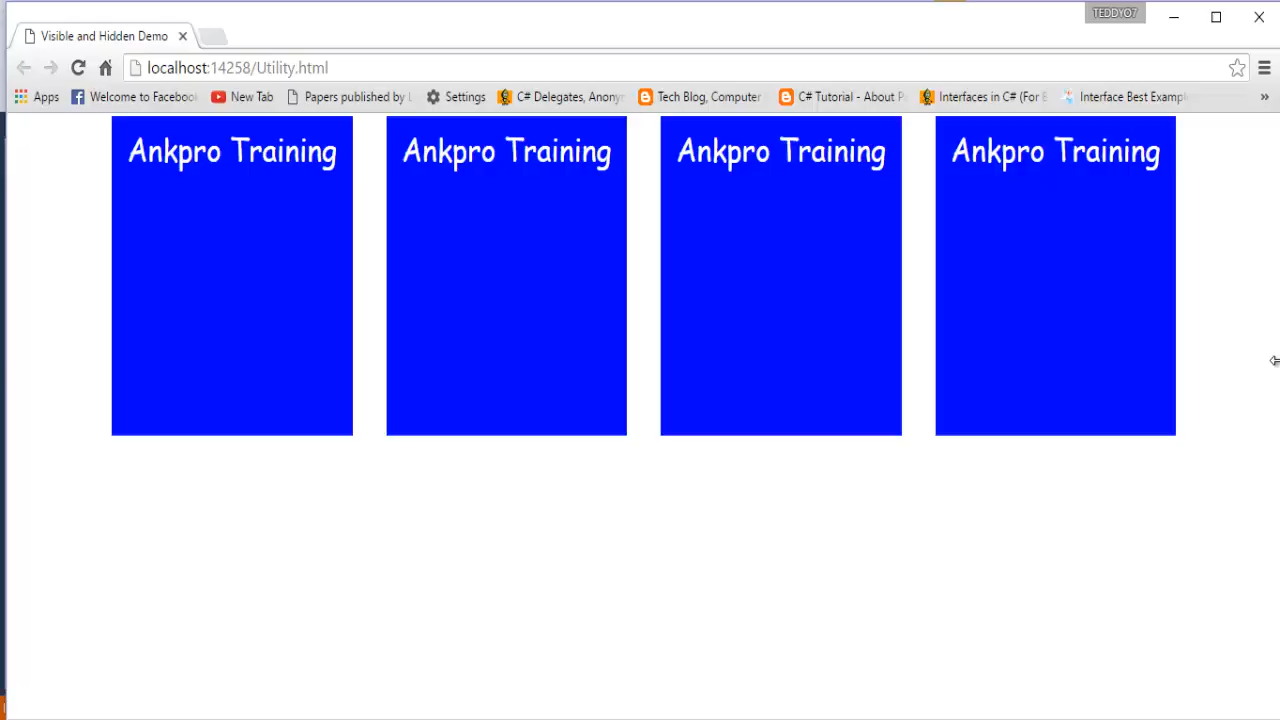 TEDDYO7
Visible and Hidden Demo
localhost:14258/Utility.html
Apps Welcome to Facebook New Tab Papers published by Settings C# Delegates, Anony Tech Blog, Computer C# Tutorial - About P Interfaces in C# (For Interface Best Exampl »
Ankpro Training Ankpro Training Ankpro Training Ankpro Training